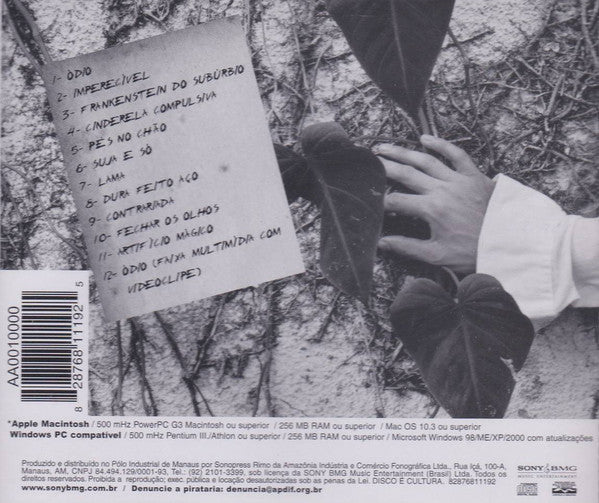 1- ÓDIO
2- IMPERECÍVEL
3- FRANKENSTEIN DO SUBÚRBIO
4- CINDERELA COMPULSIVA
5- PÉS NO CHÃO
6- SUJA E SÓ
7- LAMA
8- DURA FEITO AÇO
9- CONTRARIADA
10- FECHAR OS OLHOS
11- ARTIFÍCIO MÁGICO
12- ÓDIO (FAIXA MULTIMÍDIA COM
VIDEOCLIPE)
AA0010000
8 28768 11192 5
*Apple Macintosh / 500 mHz PowerPC G3 Macintosh ou superior / 256 MB RAM ou superior / Mac OS 10.3 ou superior
Windows PC compatível / 500 mHz Pentium III./Athlon ou superior / 256 MB RAM ou superior / Microsoft Windows 98/ME/XP/2000 com atualizações
Produzido e distribuído no Pólo Industrial de Manaus por Sonopress Rimo da Amazônia Indústria e Comércio Fonográfica Ltda., Rua Içá, 100-A,
Manaus, AM, CNPJ 84.494.129/0001-93, Tel.: (92) 2101-3399, sob licença da SONY BMG Music Entertainment (Brasil) Ltda. Todos os
direitos reservados. Proibida a reprodução; exec. pública e locação desautorizadas sob as penas da Lei. DISCO É CULTURA. 82876811192
www.sonybmg.com.br / Denuncie a pirataria: denuncia@apdif.org.br
SONY BMG
MUSIC ENTERTAINMENT